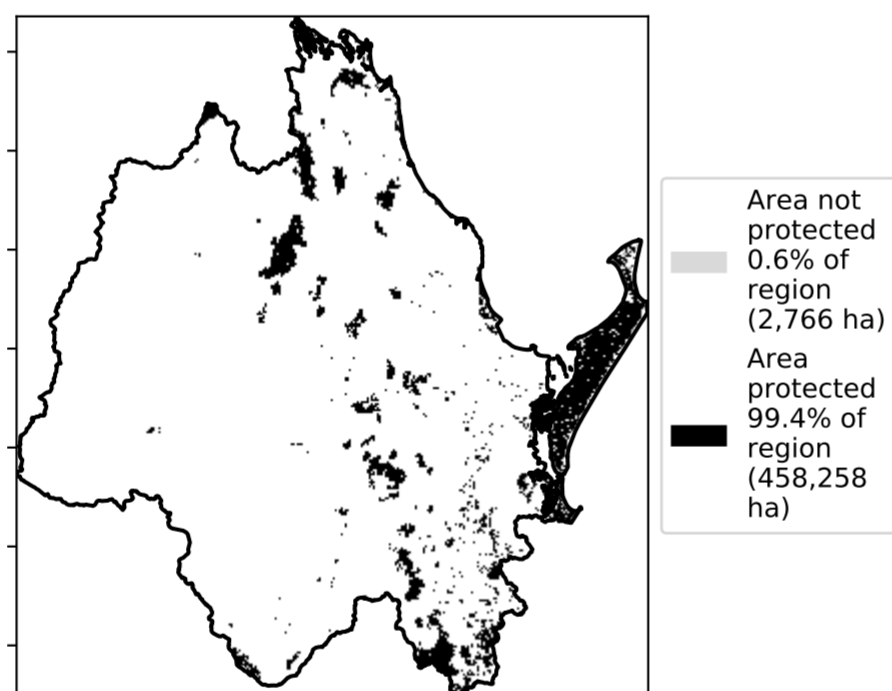 Area not
protected
0.6% of
region
(2,766 ha)
Area
protected
99.4% of
region
(458,258
ha)